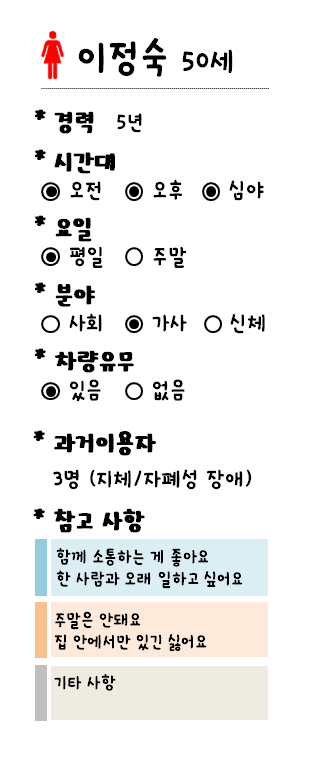 이정숙 50세
* 경력 5년
* 시간대
◉ 오전 ◉ 오후 ◉ 심야
* 요일
◉ 평일 ○ 주말
* 분야
○ 사회 ◉ 가사 ○ 신체
* 차량유무
◉ 있음 ○ 없음
* 과거이용자
3명 (지체/자폐성 장애)
* 참고 사항
함께 소통하는 게 좋아요
한 사람과 오래 일하고 싶어요
주말은 안돼요
집 안에서만 있긴 싫어요
기타 사항